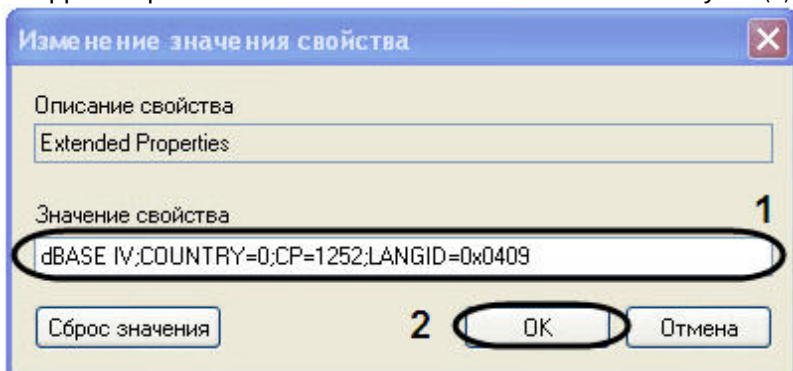 Изменение значения свойства
Описание свойства
Extended Properties
Значение свойства
1
dBASE IV;COUNTRY=0;CP=1252;LANGID=0x0409
Сброс значения 2 OK Отмена